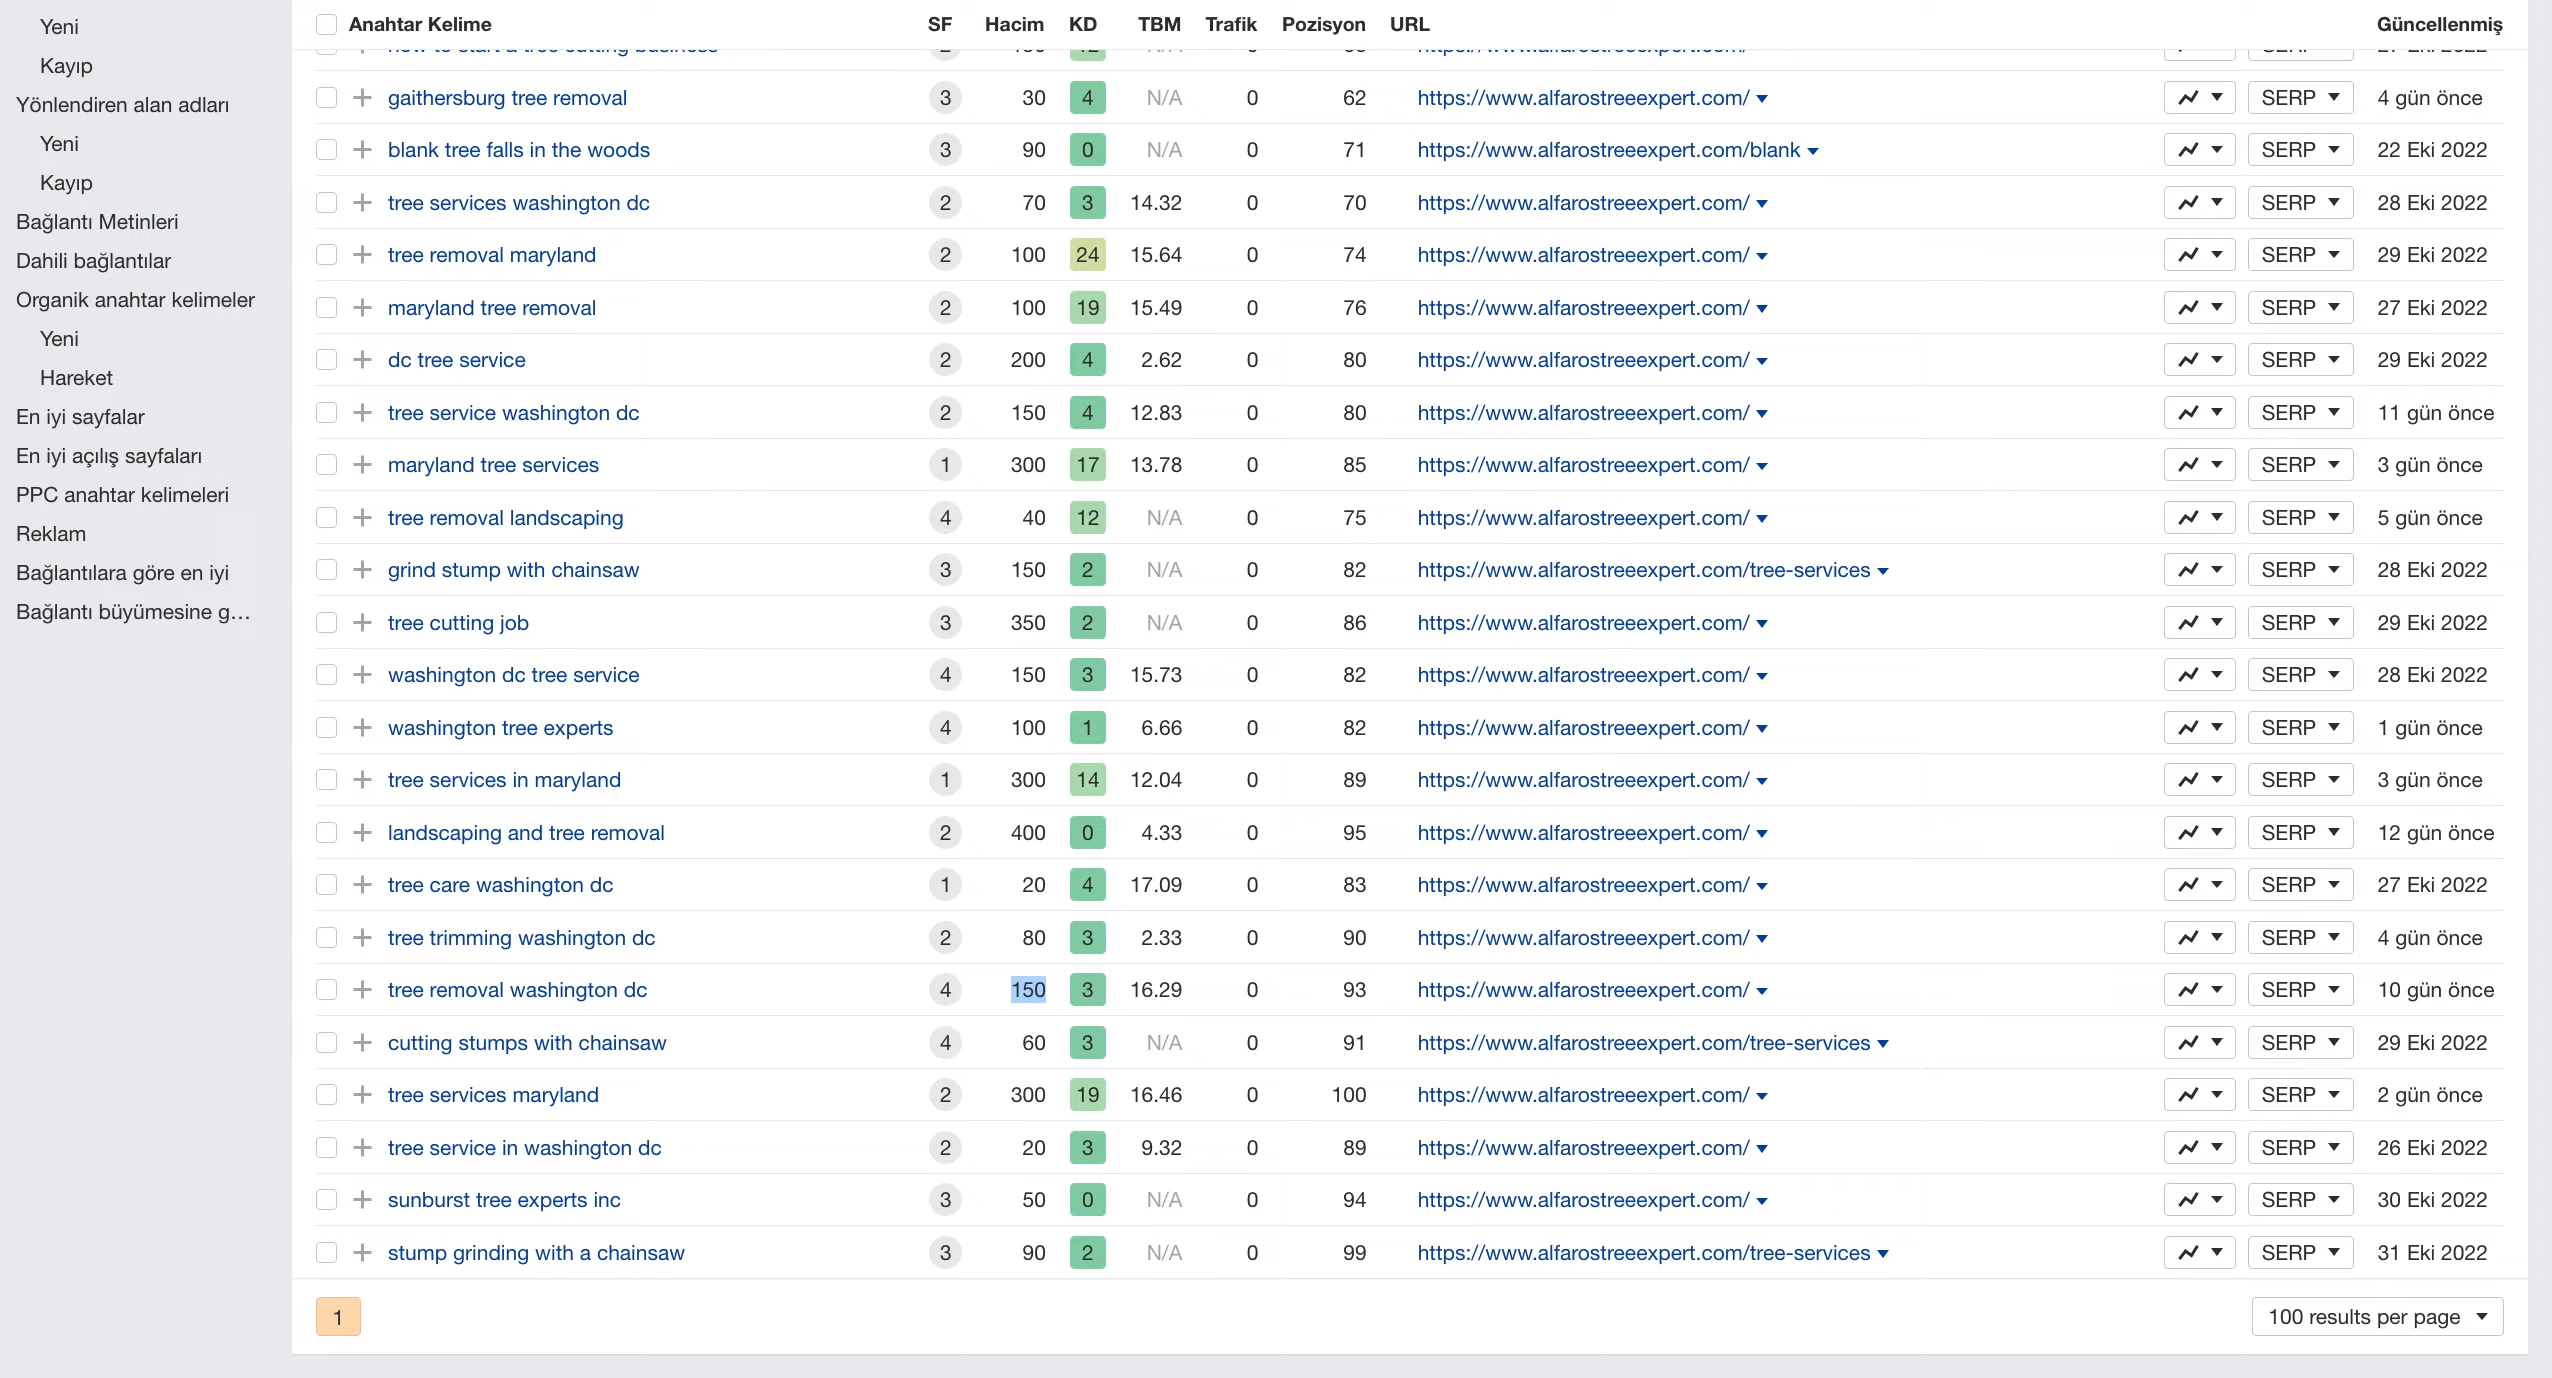 Yeni
Kayıp
Yönlendiren alan adları
Yeni
Kayıp
Bağlantı Metinleri
Dahili bağlantılar
Organik anahtar kelimeler
Yeni
Hareket
En iyi sayfalar
En iyi açılış sayfaları
PPC anahtar kelimeleri
Reklam
Bağlantılara göre en iyi
Bağlantı büyümesine g...
Anahtar Kelime SF Hacim KD TBM Trafik Pozisyon URL Güncellenmiş
how to start a tree cutting business https://www.alfarostreeexpert.com/
gaithersburg tree removal 3 30 4 N/A 0 62 https://www.alfarostreeexpert.com/ SERP 4 gün önce
blank tree falls in the woods 3 90 0 N/A 0 71 https://www.alfarostreeexpert.com/blank SERP 22 Eki 2022
tree services washington dc 2 70 3 14.32 0 70 https://www.alfarostreeexpert.com/ SERP 28 Eki 2022
tree removal maryland 2 100 24 15.64 0 74 https://www.alfarostreeexpert.com/ SERP 29 Eki 2022
maryland tree removal 2 100 19 15.49 0 76 https://www.alfarostreeexpert.com/ SERP 27 Eki 2022
dc tree service 2 200 4 2.62 0 80 https://www.alfarostreeexpert.com/ SERP 29 Eki 2022
tree service washington dc 2 150 4 12.83 0 80 https://www.alfarostreeexpert.com/ SERP 11 gün önce
maryland tree services 1 300 17 13.78 0 85 https://www.alfarostreeexpert.com/ SERP 3 gün önce
tree removal landscaping 4 40 12 N/A 0 75 https://www.alfarostreeexpert.com/ SERP 5 gün önce
grind stump with chainsaw 3 150 2 N/A 0 82 https://www.alfarostreeexpert.com/tree-services SERP 28 Eki 2022
tree cutting job 3 350 2 N/A 0 86 https://www.alfarostreeexpert.com/ SERP 29 Eki 2022
washington dc tree service 4 150 3 15.73 0 82 https://www.alfarostreeexpert.com/ SERP 28 Eki 2022
washington tree experts 4 100 1 6.66 0 82 https://www.alfarostreeexpert.com/ SERP 1 gün önce
tree services in maryland 1 300 14 12.04 0 89 https://www.alfarostreeexpert.com/ SERP 3 gün önce
landscaping and tree removal 2 400 0 4.33 0 95 https://www.alfarostreeexpert.com/ SERP 12 gün önce
tree care washington dc 1 20 4 17.09 0 83 https://www.alfarostreeexpert.com/ SERP 27 Eki 2022
tree trimming washington dc 2 80 3 2.33 0 90 https://www.alfarostreeexpert.com/ SERP 4 gün önce
tree removal washington dc 4 150 3 16.29 0 93 https://www.alfarostreeexpert.com/ SERP 10 gün önce
cutting stumps with chainsaw 4 60 3 N/A 0 91 https://www.alfarostreeexpert.com/tree-services SERP 29 Eki 2022
tree services maryland 2 300 19 16.46 0 100 https://www.alfarostreeexpert.com/ SERP 2 gün önce
tree service in washington dc 2 20 3 9.32 0 89 https://www.alfarostreeexpert.com/ SERP 26 Eki 2022
sunburst tree experts inc 3 50 0 N/A 0 94 https://www.alfarostreeexpert.com/ SERP 30 Eki 2022
stump grinding with a chainsaw 3 90 2 N/A 0 99 https://www.alfarostreeexpert.com/tree-services SERP 31 Eki 2022
1 100 results per page